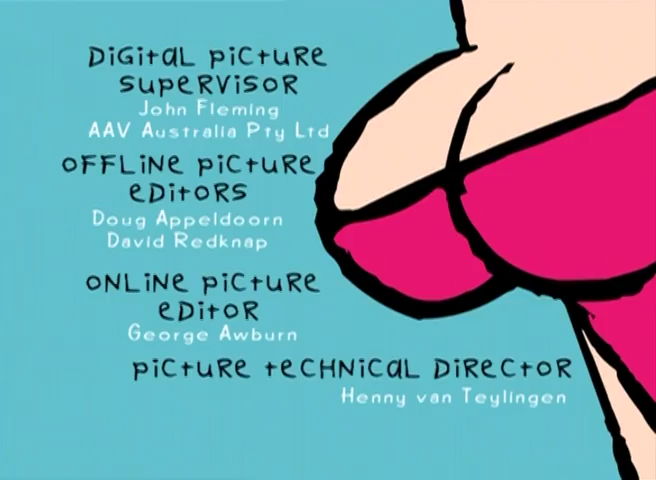 DiGitaL PiCtuRe
SuPeRViSOR
John Fleming
AAV Australia Pty Ltd
OFFLiNe PiCtuRe
eDitORS
Doug Appeldoorn
David Redknap
ONLiNe PiCtuRe
eDitOR
George Awburn
PiCtuRe teCHNiCaL DiReCtOR
Henny van Teylingen